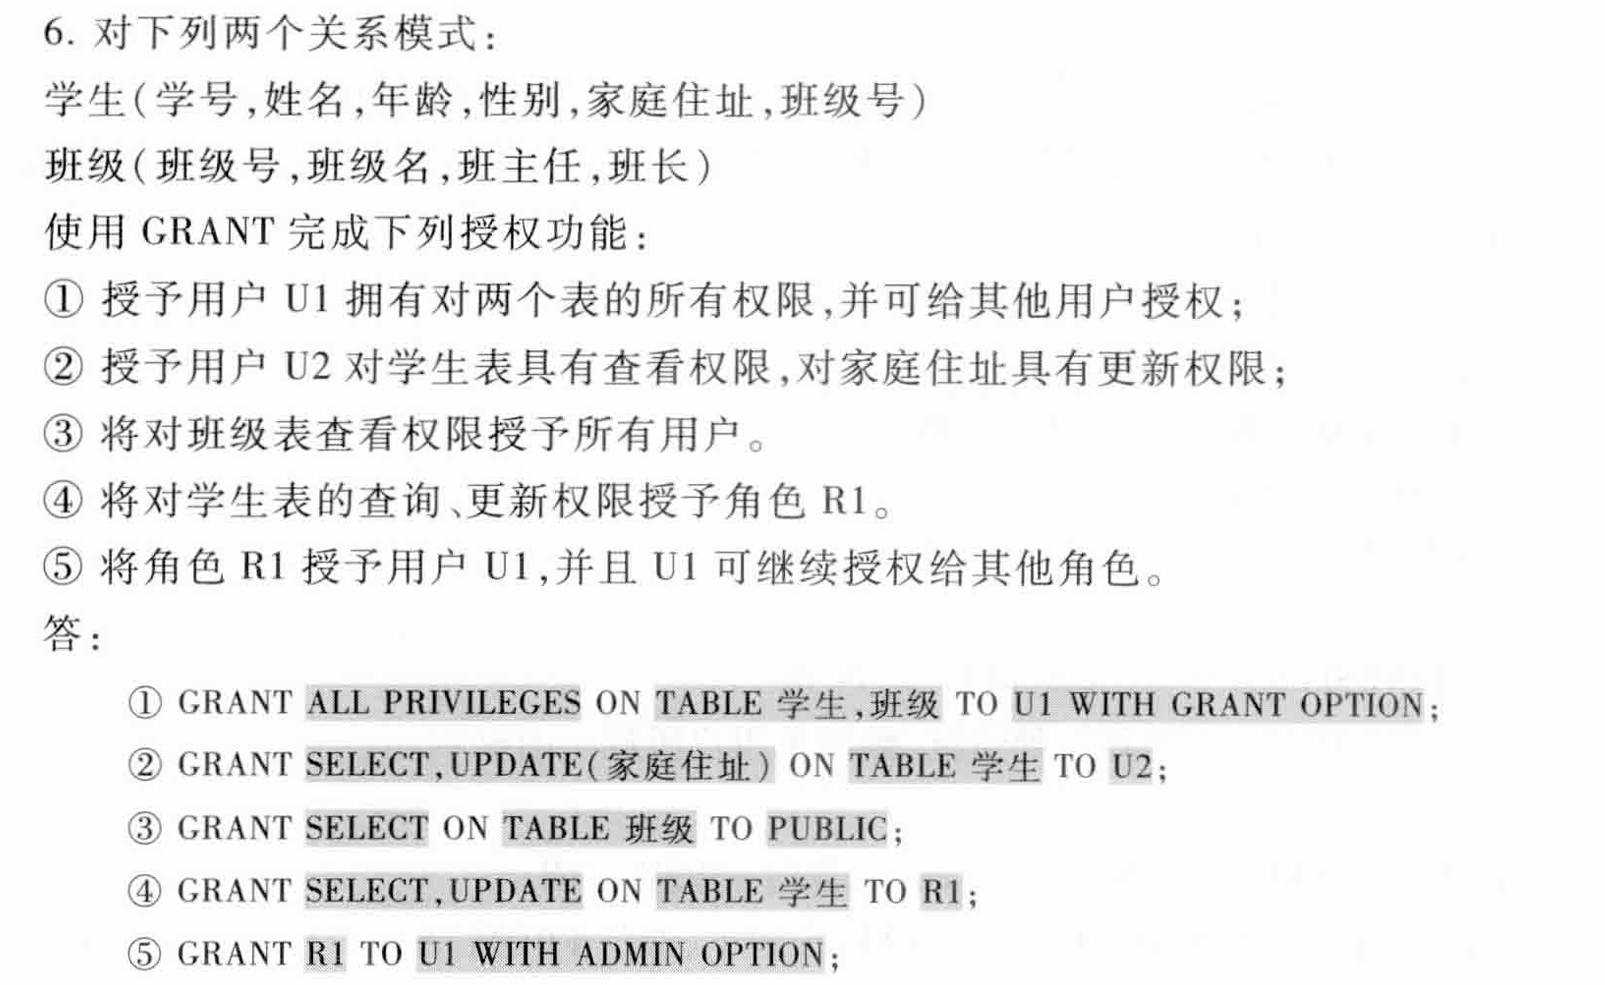 6. 对下列两个关系模式：
学生(学号,姓名,年龄,性别,家庭住址,班级号)
班级(班级号,班级名,班主任,班长)
使用 GRANT 完成下列授权功能：
① 授予用户 U1 拥有对两个表的所有权限,并可给其他用户授权；
② 授予用户 U2 对学生表具有查看权限,对家庭住址具有更新权限；
③ 将对班级表查看权限授予所有用户。
④ 将对学生表的查询、更新权限授予角色 R1。
⑤ 将角色 R1 授予用户 U1,并且 U1 可继续授权给其他角色。
答：
① GRANT ALL PRIVILEGES ON TABLE 学生,班级 TO U1 WITH GRANT OPTION;
② GRANT SELECT,UPDATE(家庭住址) ON TABLE 学生 TO U2;
③ GRANT SELECT ON TABLE 班级 TO PUBLIC;
④ GRANT SELECT,UPDATE ON TABLE 学生 TO R1;
⑤ GRANT R1 TO U1 WITH ADMIN OPTION;